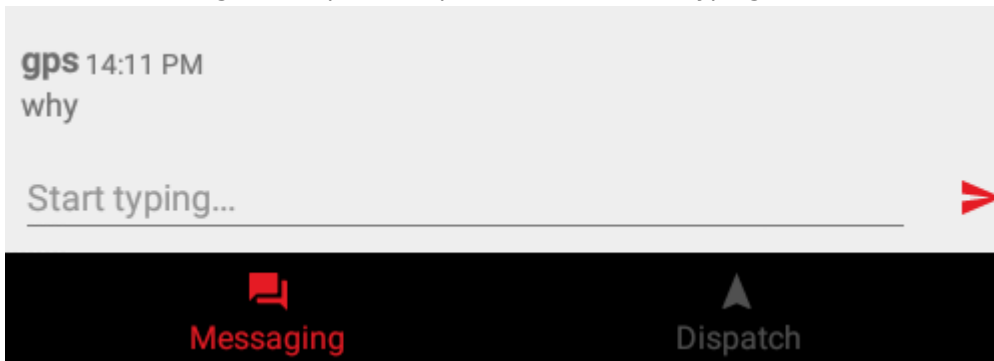 gps 14:11 PM
why
Start typing...
Messaging
Dispatch